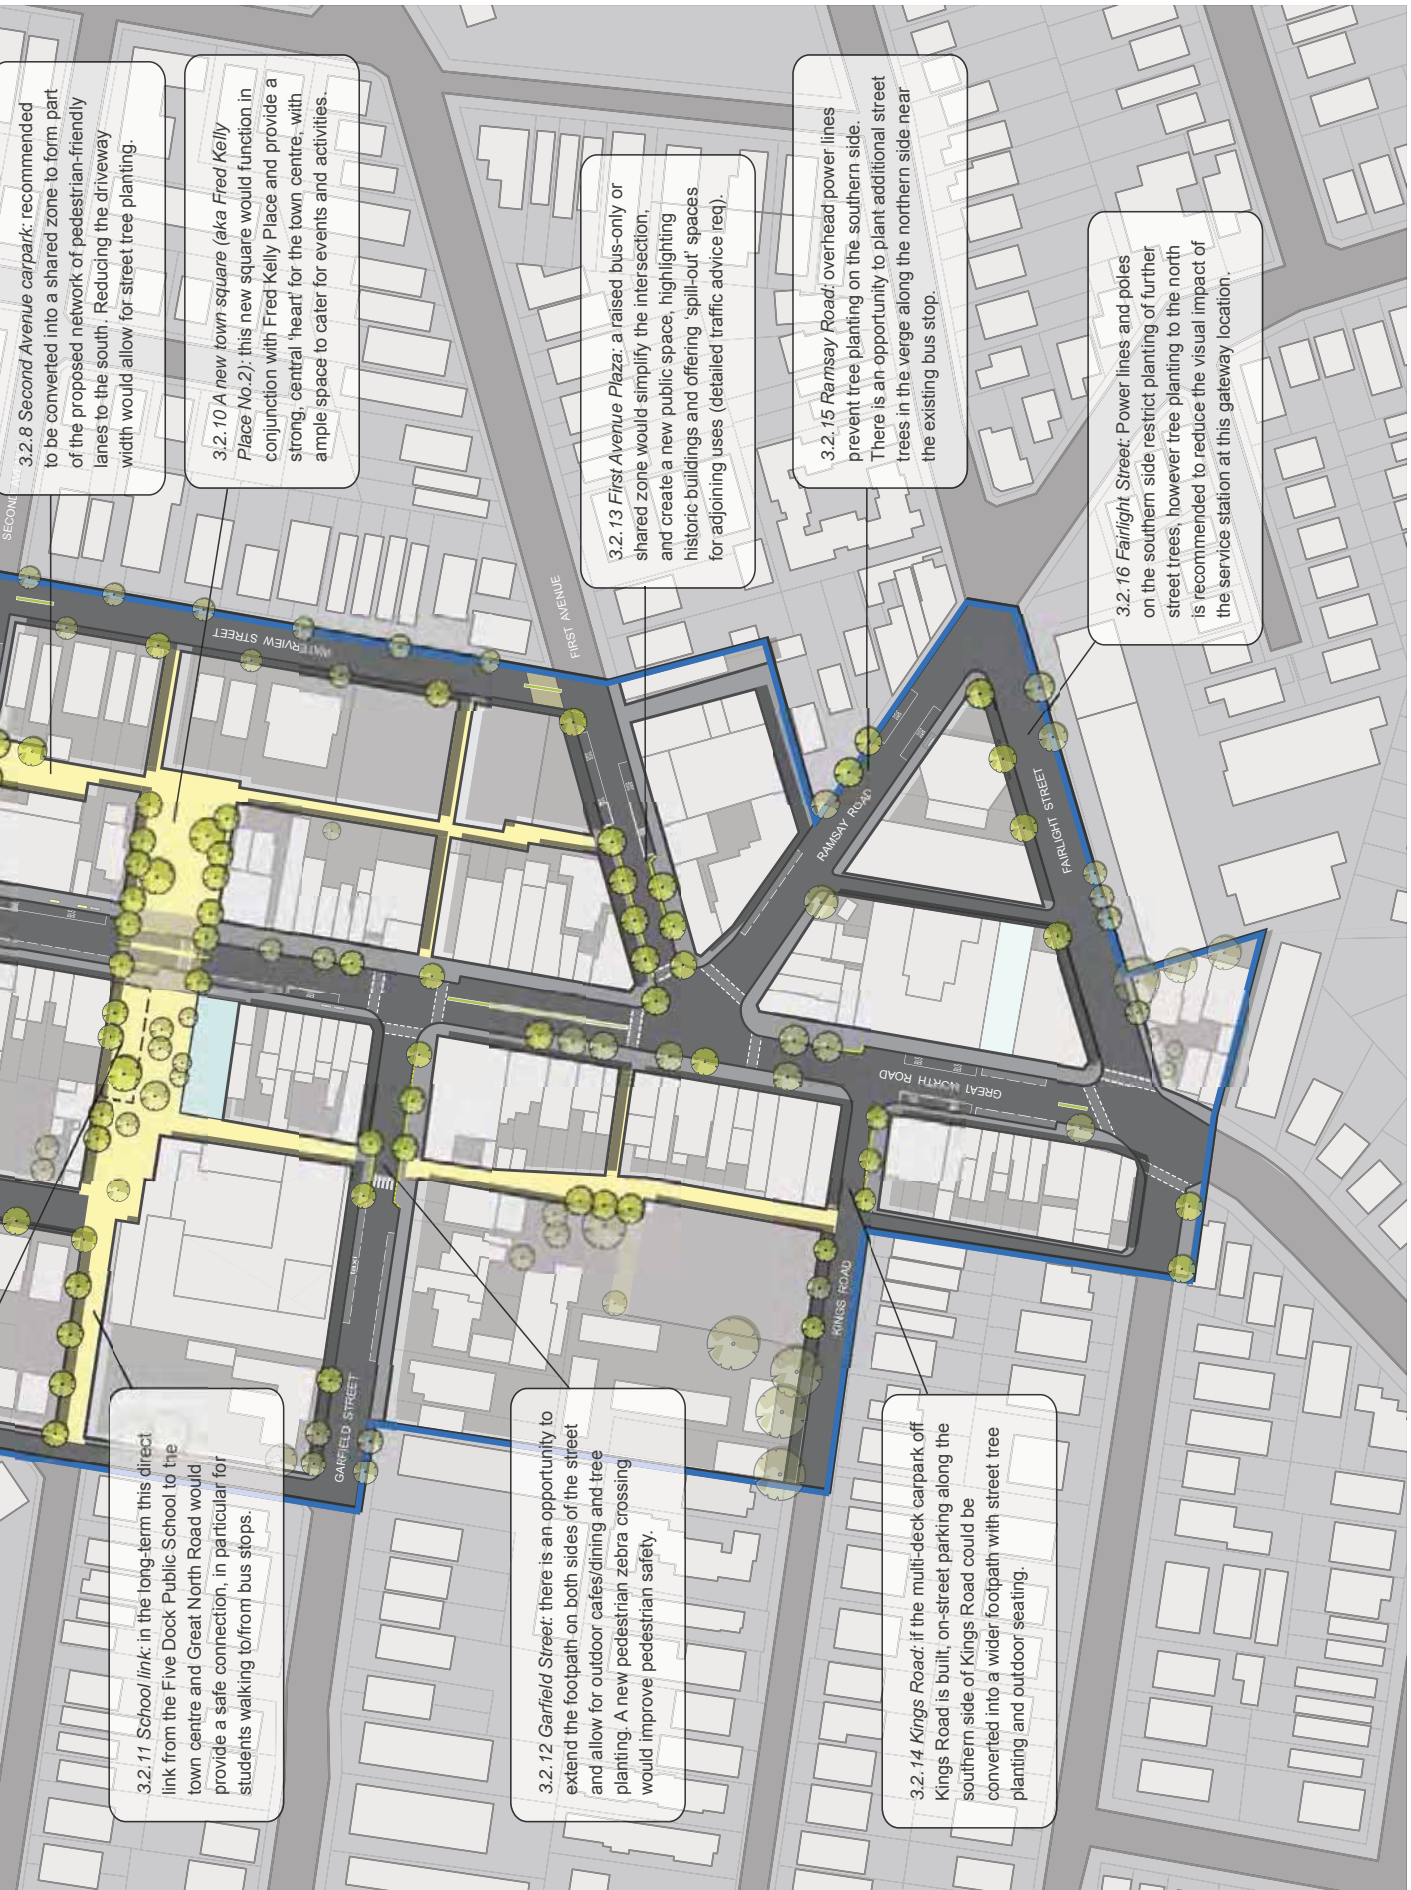 3.2.8 Second Avenue carpark: recommended
to be converted into a shared zone to form part
of the proposed network of pedestrian-friendly
lanes to the south. Reducing the driveway
width would allow for street tree planting.
3.2.10 A new town square (aka Fred Kelly
Place No.2): this new square would function in
conjunction with Fred Kelly Place and provide a
strong, central 'heart' for the town centre, with
ample space to cater for events and activities.
3.2.13 First Avenue Plaza: a raised bus-only or
shared zone would simplify the intersection,
and create a new public space, highlighting
historic buildings and offering 'spill-out' spaces
for adjoining uses (detailed traffic advice req).
3.2.15 Ramsay Road: overhead power lines
prevent tree planting on the southern side.
There is an opportunity to plant additional street
trees in the verge along the northern side near
the existing bus stop.
3.2.16 Fairlight Street: Power lines and poles
on the southern side restrict planting of further
street trees, however tree planting to the north
is recommended to reduce the visual impact of
the service station at this gateway location.
SECOND
WATERVIEW STREET
FIRST AVENUE
RAMSAY ROAD
FAIRLIGHT STREET
GREAT NORTH ROAD
KINGS ROAD
GARFIELD STREET
TAXI
BUS
BUS
BUS
BUS
BUS
BUS
3.2.11 School link: in the long-term this direct
link from the Five Dock Public School to the
town centre and Great North Road would
provide a safe connection, in particular for
students walking to/from bus stops.
3.2.12 Garfield Street: there is an opportunity to
extend the footpath on both sides of the street
and allow for outdoor cafes/dining and tree
planting. A new pedestrian zebra crossing
would improve pedestrian safety.
3.2.14 Kings Road: if the multi-deck carpark off
Kings Road is built, on-street parking along the
southern side of Kings Road could be
converted into a wider footpath with street tree
planting and outdoor seating.